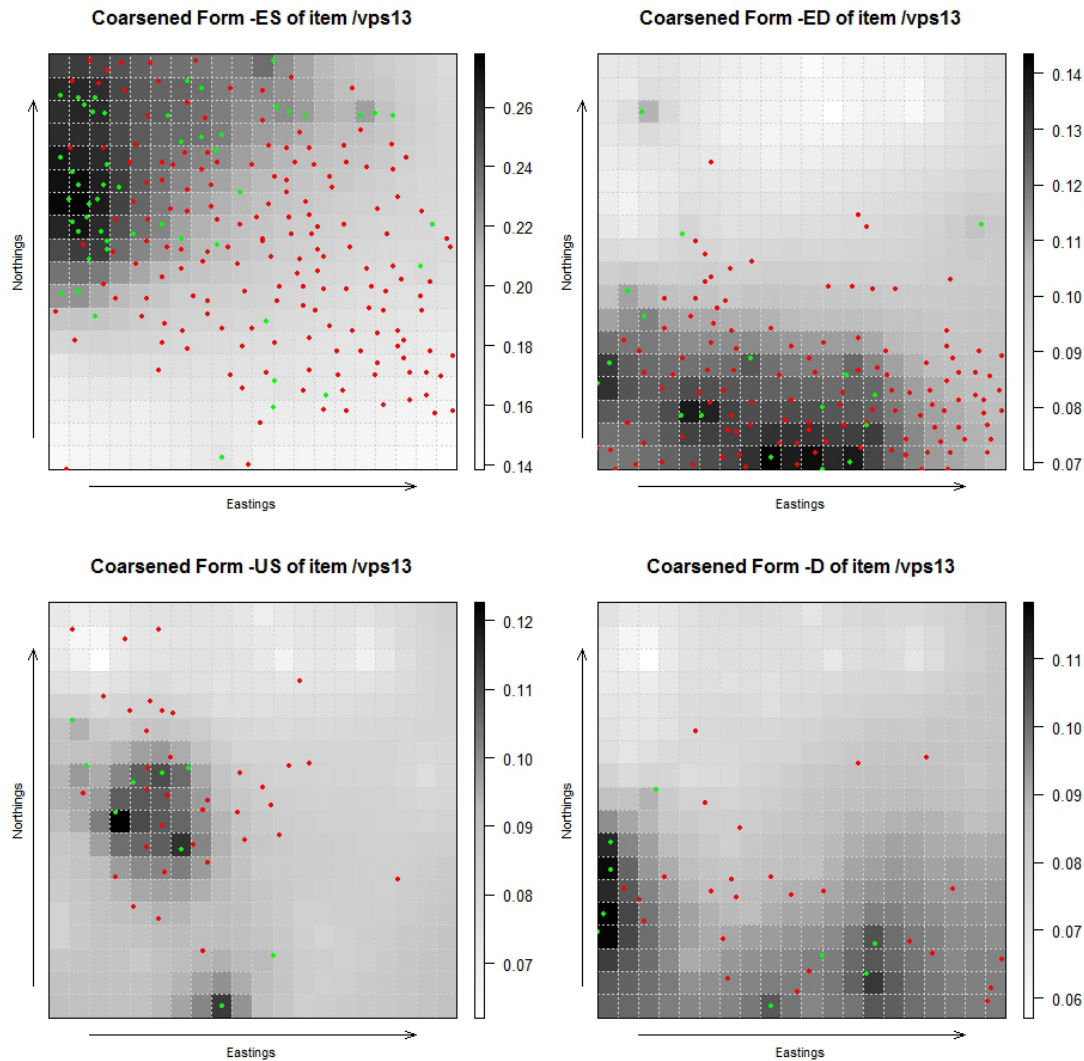 Coarsened Form -ES of item /vps13
Northings
Eastings
0.26
0.24
0.22
0.20
0.18
0.16
0.14
Coarsened Form -ED of item /vps13
Northings
Eastings
0.14
0.13
0.12
0.11
0.10
0.09
0.08
0.07
Coarsened Form -US of item /vps13
Northings
Eastings
0.12
0.11
0.10
0.09
0.08
0.07
Coarsened Form -D of item /vps13
Northings
Eastings
0.11
0.10
0.09
0.08
0.07
0.06